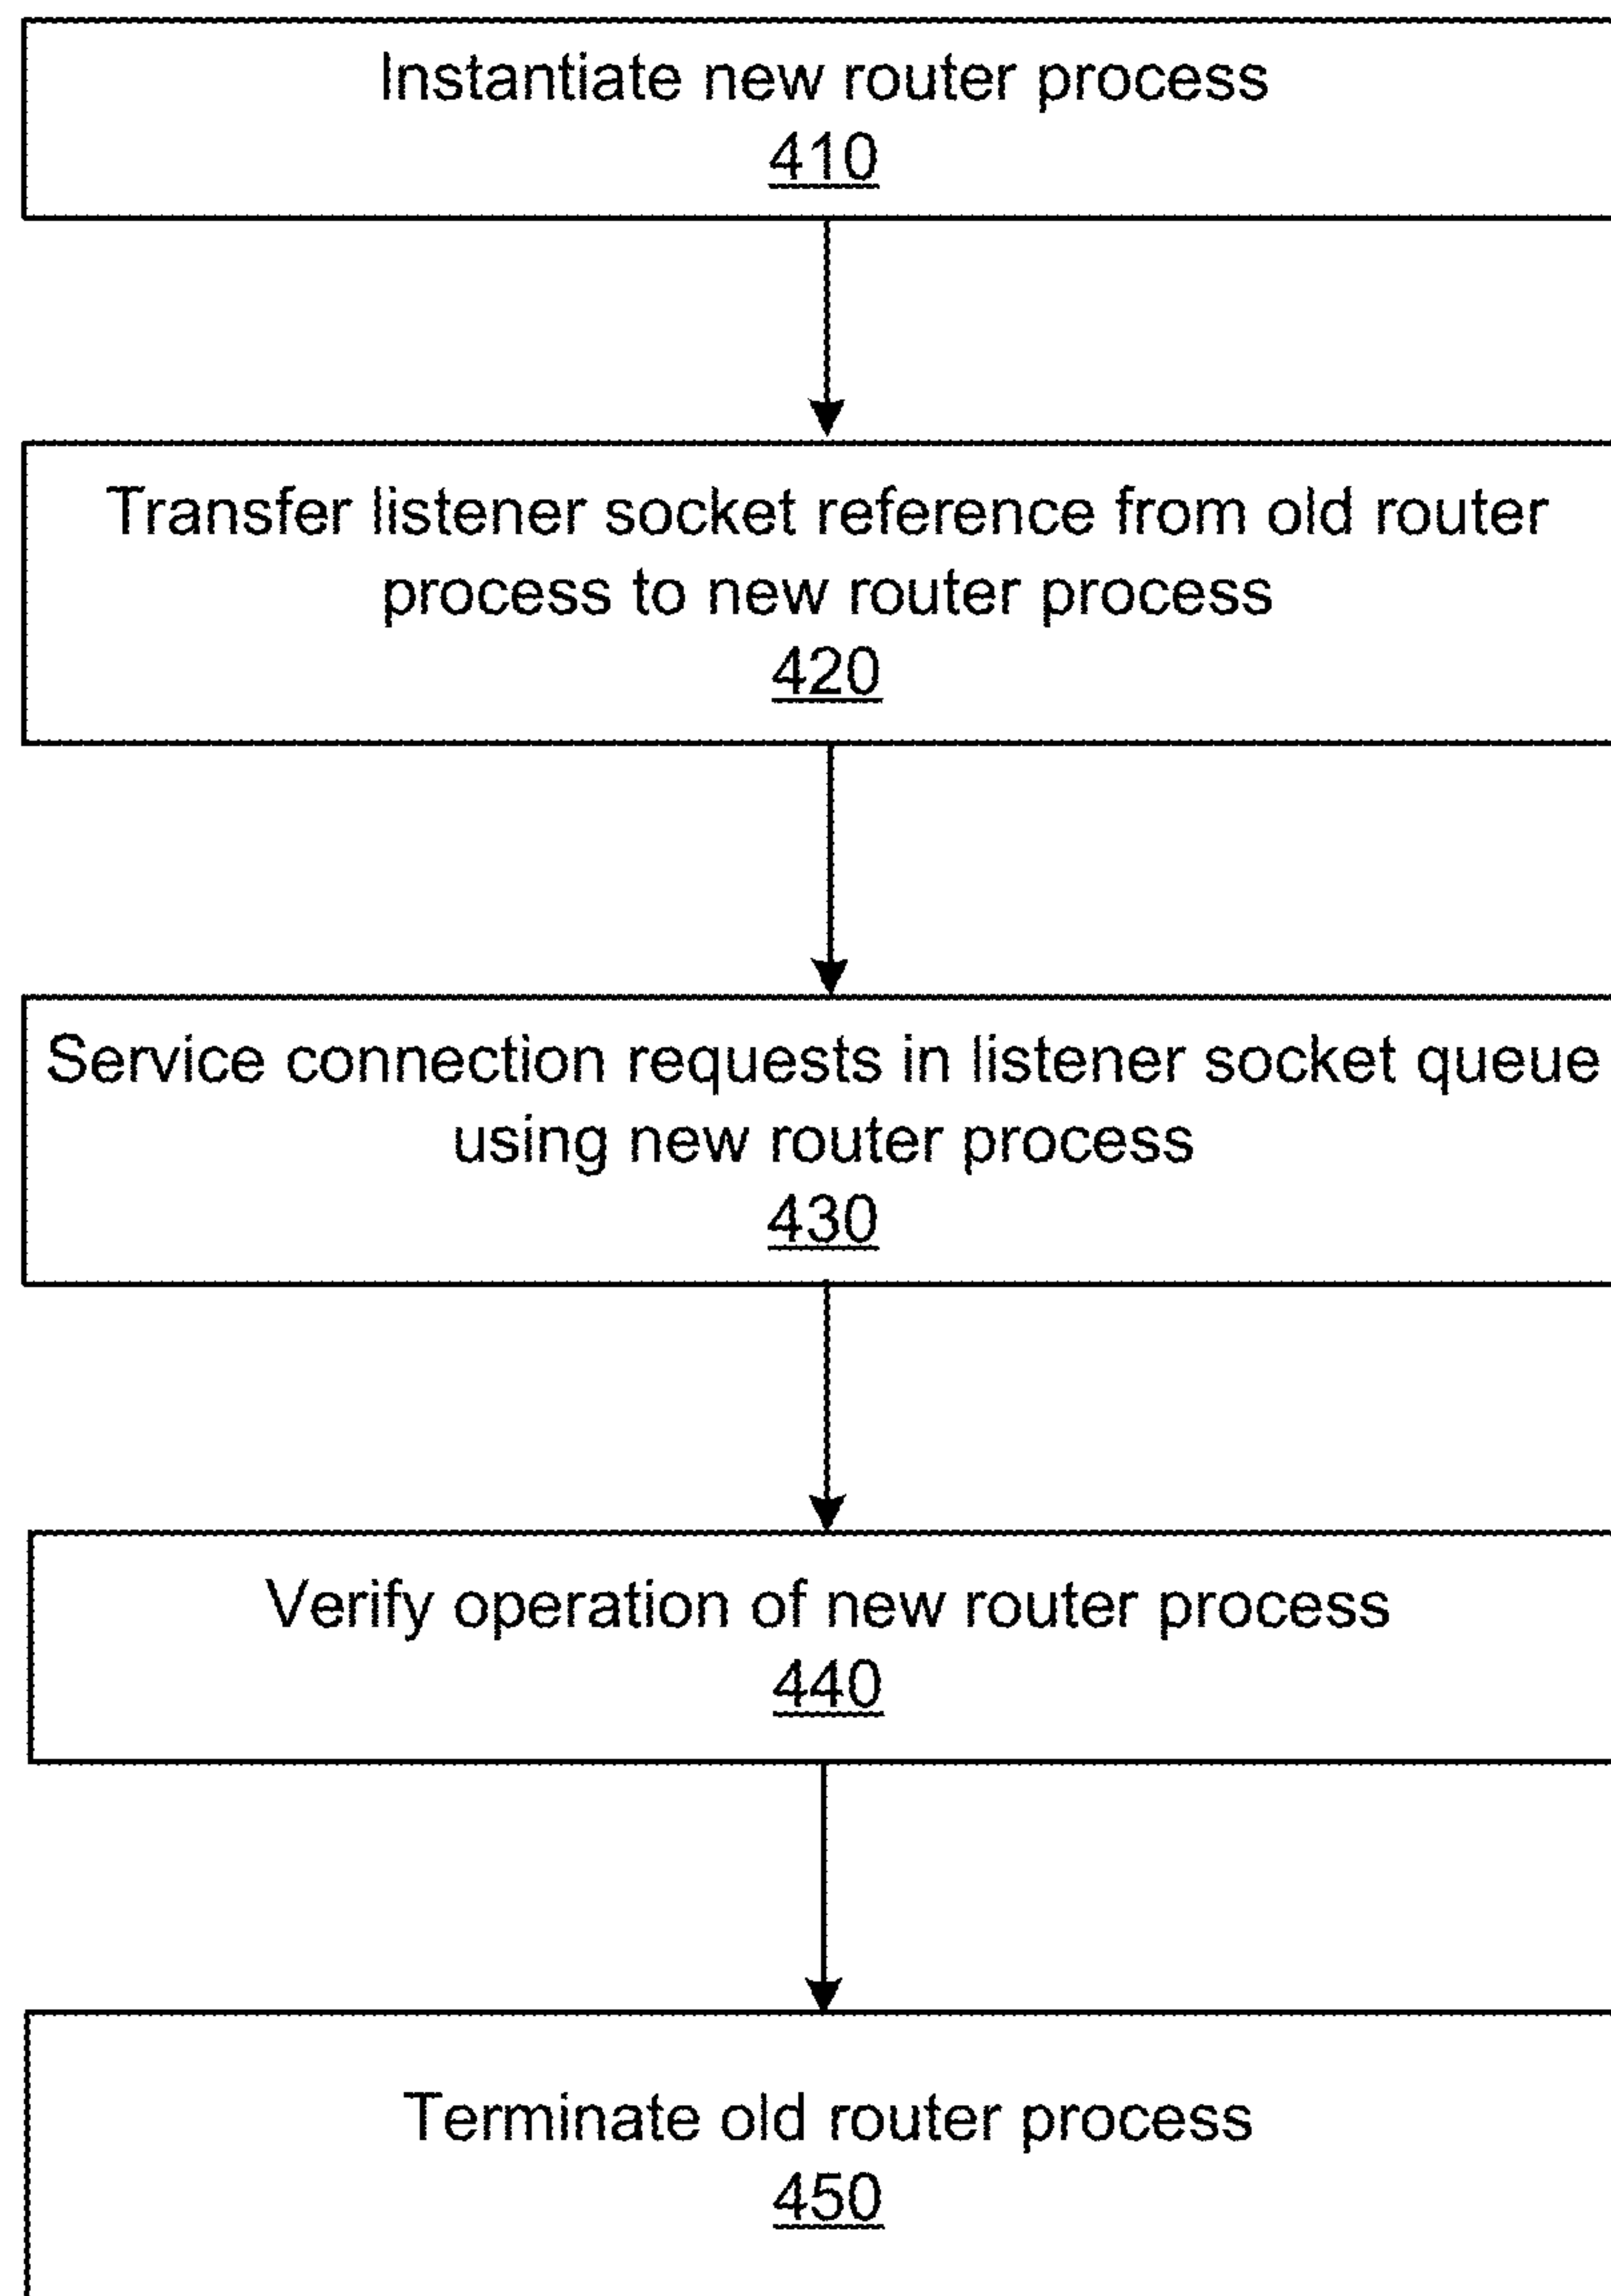 Instantiate new router process
410
Transfer listener socket reference from old router
process to new router process
420
Service connection requests in listener socket queue
using new router process
430
Verify operation of new router process
440
Terminate old router process
450